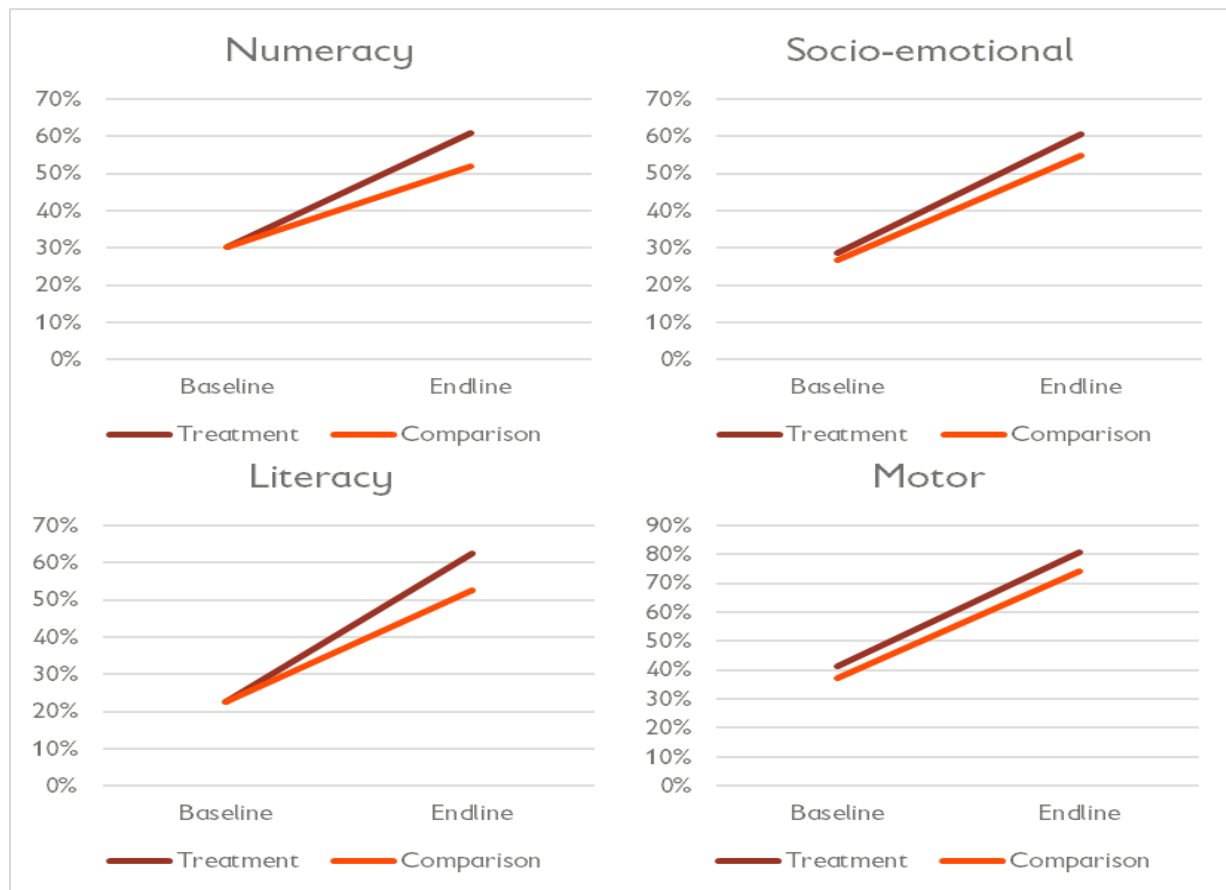 Numeracy
70%
60%
50%
40%
30%
20%
10%
0%
Baseline Endline
Treatment Comparison
Socio-emotional
70%
60%
50%
40%
30%
20%
10%
0%
Baseline Endline
Treatment Comparison
Literacy
70%
60%
50%
40%
30%
20%
10%
0%
Baseline Endline
Treatment Comparison
Motor
90%
80%
70%
60%
50%
40%
30%
20%
10%
0%
Baseline Endline
Treatment Comparison